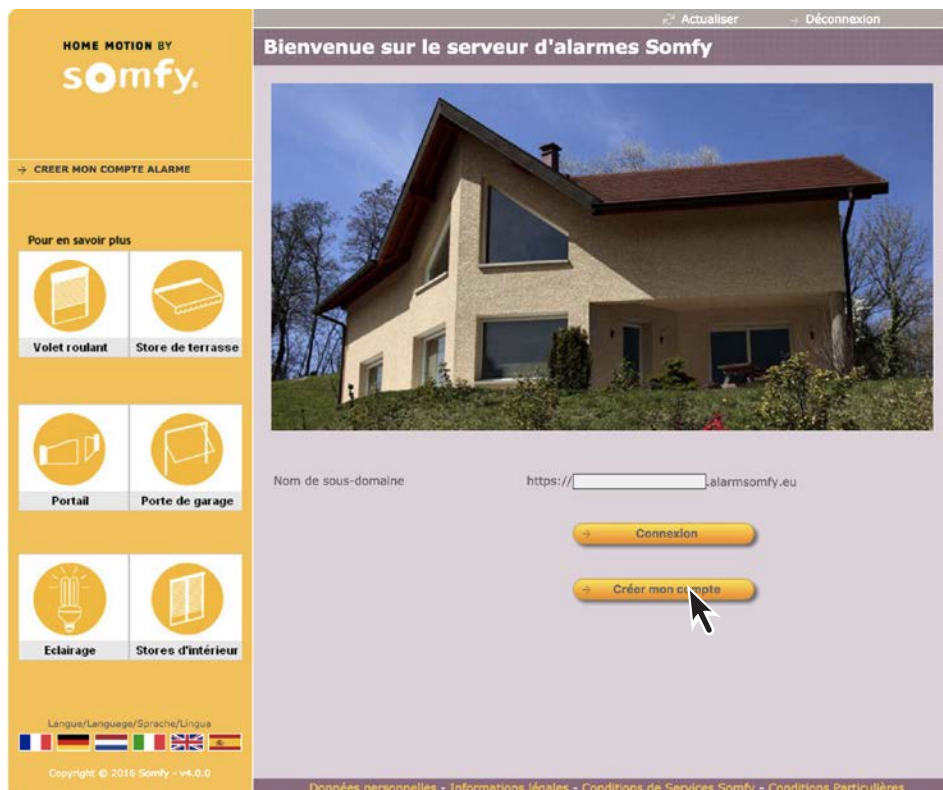 Actualiser
Déconnexion
HOME MOTION BY
somfy.
Bienvenue sur le serveur d'alarmes Somfy
CREER MON COMPTE ALARME
Pour en savoir plus
Volet roulant
Store de terrasse
Portail
Porte de garage
Eclairage
Stores d'intérieur
Nom de sous-domaine
https://
.alarmsomfy.eu
Connexion
Créer mon compte
Langue/Language/Sprache/Lingua
Copyright © 2016 Somfy - v4.0.0
Données personnelles - Informations légales - Conditions de Services Somfy - Conditions Particulières